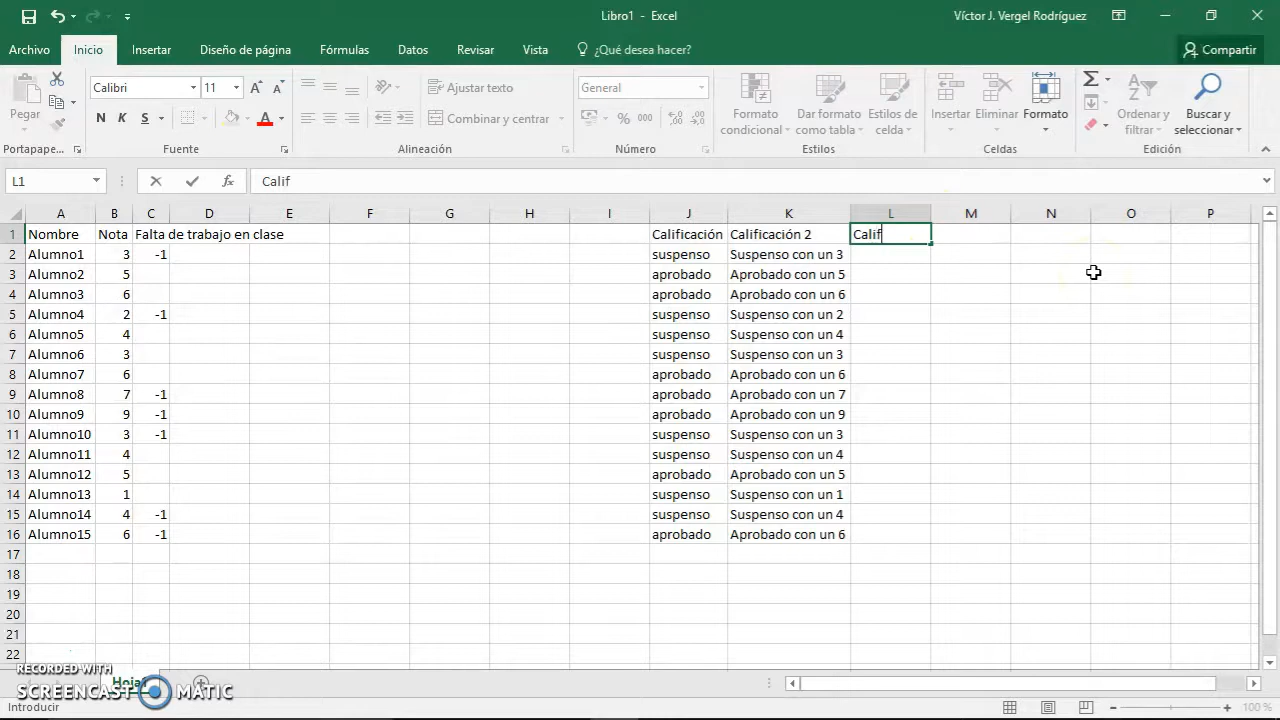 Libro1 - Excel
Víctor J. Vergel Rodríguez
Archivo Inicio Insertar Diseño de página Fórmulas Datos Revisar Vista ¿Qué desea hacer? Compartir
Pegar
Calibri 11
N K S
Ajustar texto
Combinar y centrar
General
% 000
Formato condicional
Dar formato como tabla
Estilos de celda
Insertar Eliminar Formato
Ordenar y filtrar
Buscar y seleccionar
Portapape... Fuente Alineación Número Estilos Celdas Edición
L1 fx Calif
A B C D E F G H I J K L M N O P
1 Nombre Nota Falta de trabajo en clase Calificación Calificación 2 Calif
2 Alumno1 3 -1 suspenso Suspenso con un 3
3 Alumno2 5 aprobado Aprobado con un 5
4 Alumno3 6 aprobado Aprobado con un 6
5 Alumno4 2 -1 suspenso Suspenso con un 2
6 Alumno5 4 suspenso Suspenso con un 4
7 Alumno6 3 suspenso Suspenso con un 3
8 Alumno7 6 aprobado Aprobado con un 6
9 Alumno8 7 -1 aprobado Aprobado con un 7
10 Alumno9 9 -1 aprobado Aprobado con un 9
11 Alumno10 3 -1 suspenso Suspenso con un 3
12 Alumno11 4 suspenso Suspenso con un 4
13 Alumno12 5 aprobado Aprobado con un 5
14 Alumno13 1 suspenso Suspenso con un 1
15 Alumno14 4 -1 suspenso Suspenso con un 4
16 Alumno15 6 -1 aprobado Aprobado con un 6
17
18
19
20
21
22
RECORDED WITH
SCREENCAST MATIC
Introducir
100 %